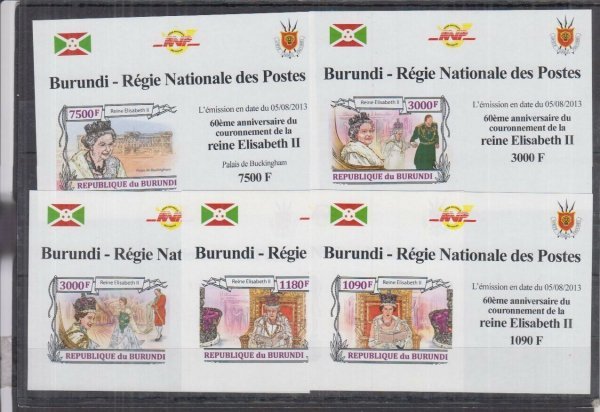 Burundi - Régie Nationale des Postes
7500F
Reine Elisabeth II
Palais de Buckingham
REPUBLIQUE du BURUNDI
L'émission en date du 05/08/2013
60ème anniversaire du
couronnement de la
reine Elisabeth II
Palais de Buckingham
7500 F
Burundi - Régie Nationale des Postes
Reine Elisabeth II
3000F
REPUBLIQUE du BURUNDI
L'émission en date du 05/08/2013
60ème anniversaire du
couronnement de la
reine Elisabeth II
3000 F
Burundi - Régie Nat
3000F
Reine Elisabeth II
REPUBLIQUE du BURUNDI
Burundi - Régie
Reine Elisabeth II
1180F
REPUBLIQUE du BURUNDI
Burundi - Régie Nationale des Postes
1090F
Reine Elisabeth II
REPUBLIQUE du BURUNDI
L'émission en date du 05/08/2013
60ème anniversaire du
couronnement de la
reine Elisabeth II
1090 F